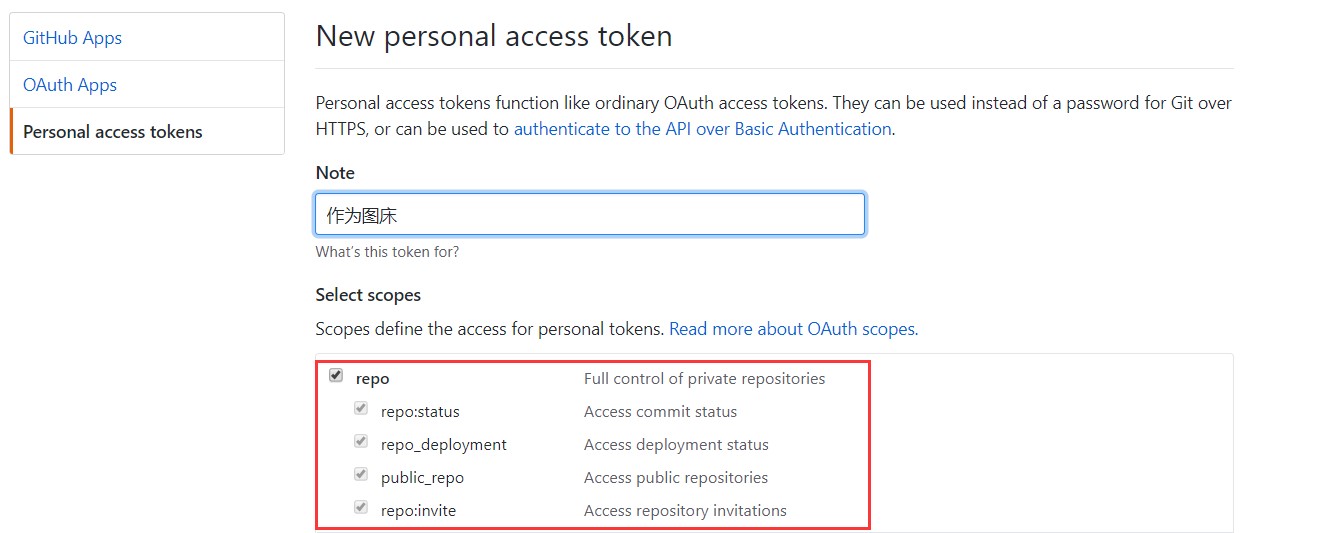 GitHub Apps
OAuth Apps
Personal access tokens
New personal access token
Personal access tokens function like ordinary OAuth access tokens. They can be used instead of a password for Git over
HTTPS, or can be used to authenticate to the API over Basic Authentication.
Note
作为图床
What's this token for?
Select scopes
Scopes define the access for personal tokens. Read more about OAuth scopes.
repo Full control of private repositories
repo:status Access commit status
repo_deployment Access deployment status
public_repo Access public repositories
repo:invite Access repository invitations